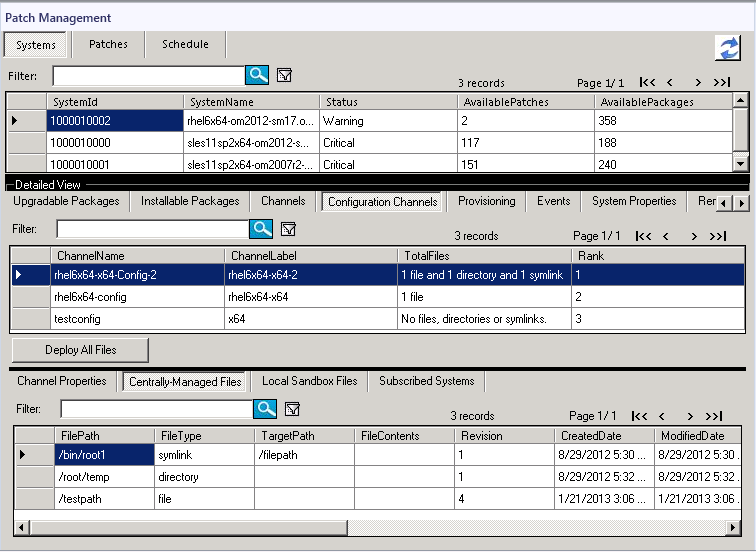 Patch Management
Systems Patches Schedule
Filter: 3 records Page 1/ 1 |<< < > >>|
SystemId SystemName Status AvailablePatches AvailablePackages
1000010002 rhel6x64-om2012-sm17.o... Warning 2 358
1000010000 sles11sp2x64-om2012-s... Critical 117 188
1000010001 sles11sp2x64-om2007r2-... Critical 151 240
Detailed View
Upgradable Packages Installable Packages Channels Configuration Channels Provisioning Events System Properties Rer
Filter: 3 records Page 1/ 1 |<< < > >>|
ChannelName ChannelLabel TotalFiles Rank
rhel6x64-x64-Config-2 rhel6x64-x64-2 1 file and 1 directory and 1 symlink 1
rhel6x64-config rhel6x64-x64 1 file 2
testconfig x64 No files, directories or symlinks. 3
Deploy All Files
Channel Properties Centrally-Managed Files Local Sandbox Files Subscribed Systems
Filter: 3 records Page 1/ 1 |<< < > >>|
FilePath FileType TargetPath FileContents Revision CreatedDate ModifiedDate
/bin/root1 symlink /filepath 1 8/29/2012 5:30 ... 8/29/2012 5:30 .
/root/temp directory 1 8/29/2012 5:32 ... 8/29/2012 5:32 .
/testpath file 4 1/21/2013 3:06 ... 1/21/2013 3:06 .